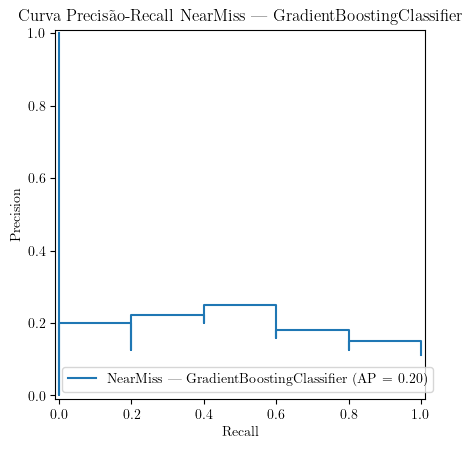 Curva Precisão-Recall NearMiss — GradientBoostingClassifier
1.0
0.8
0.6
0.4
0.2
0.0
Precision
NearMiss — GradientBoostingClassifier (AP = 0.20)
0.0 0.2 0.4 0.6 0.8 1.0
Recall